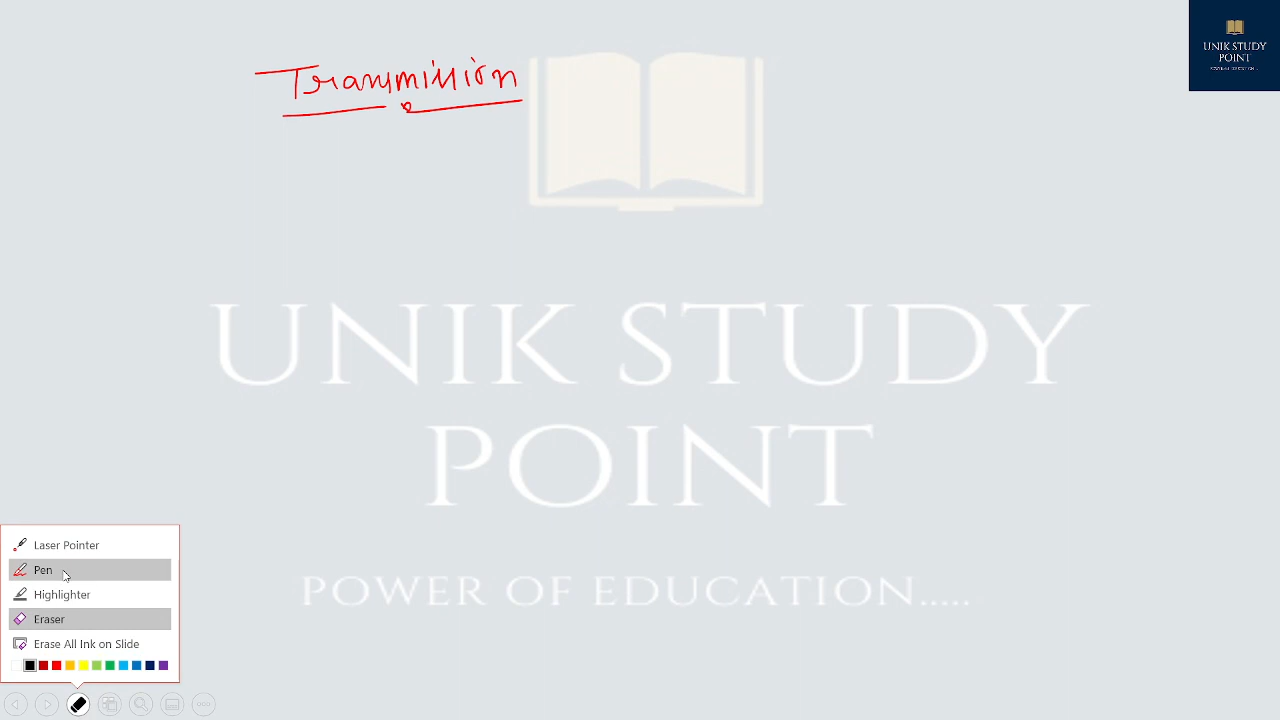 Transmission
UNIK STUDY
POINT
UNIK STUDY
POINT
POWER OF EDUCATION.....
Laser Pointer
Pen
Highlighter
Eraser
Erase All Ink on Slide